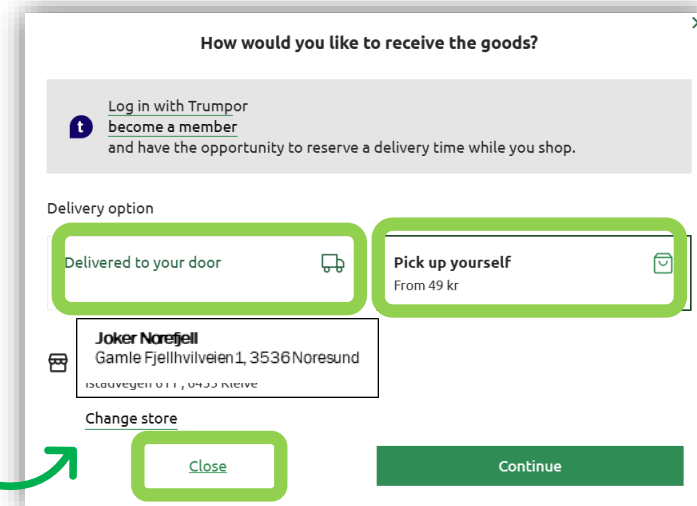 How would you like to receive the goods?
Log in with Trumpor
become a member
and have the opportunity to reserve a delivery time while you shop.
Delivery option
Delivered to your door
Pick up yourself
From 49 kr
Joker Norefjell
Gamle Fjellhvilveien 1, 3536 Noresund
Change store
Close
Continue